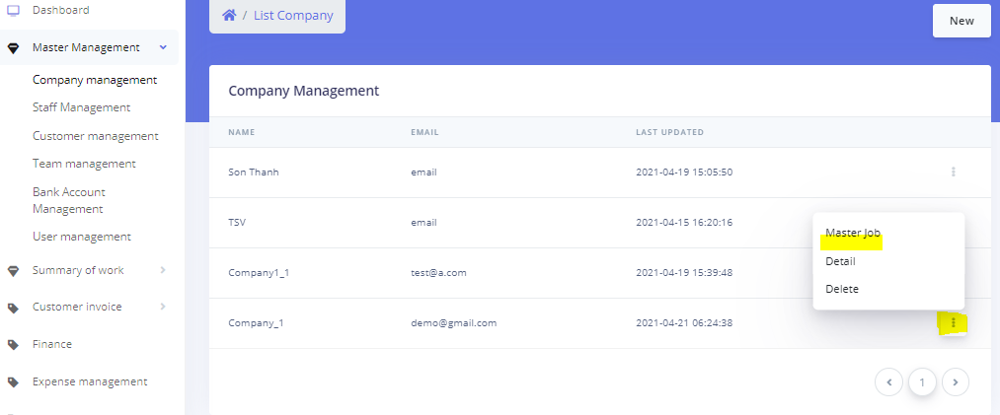 Dashboard
Master Management
Company management
Staff Management
Customer management
Team management
Bank Account
Management
User management
Summary of work
Customer invoice
Finance
Expense management
/ List Company
New
Company Management
NAME EMAIL LAST UPDATED
Son Thanh email 2021-04-19 15:05:50
TSV email 2021-04-15 16:20:16
Company1_1 test@a.com 2021-04-19 15:39:48
Company_1 demo@gmail.com 2021-04-21 06:24:38
Master Job
Detail
Delete
1